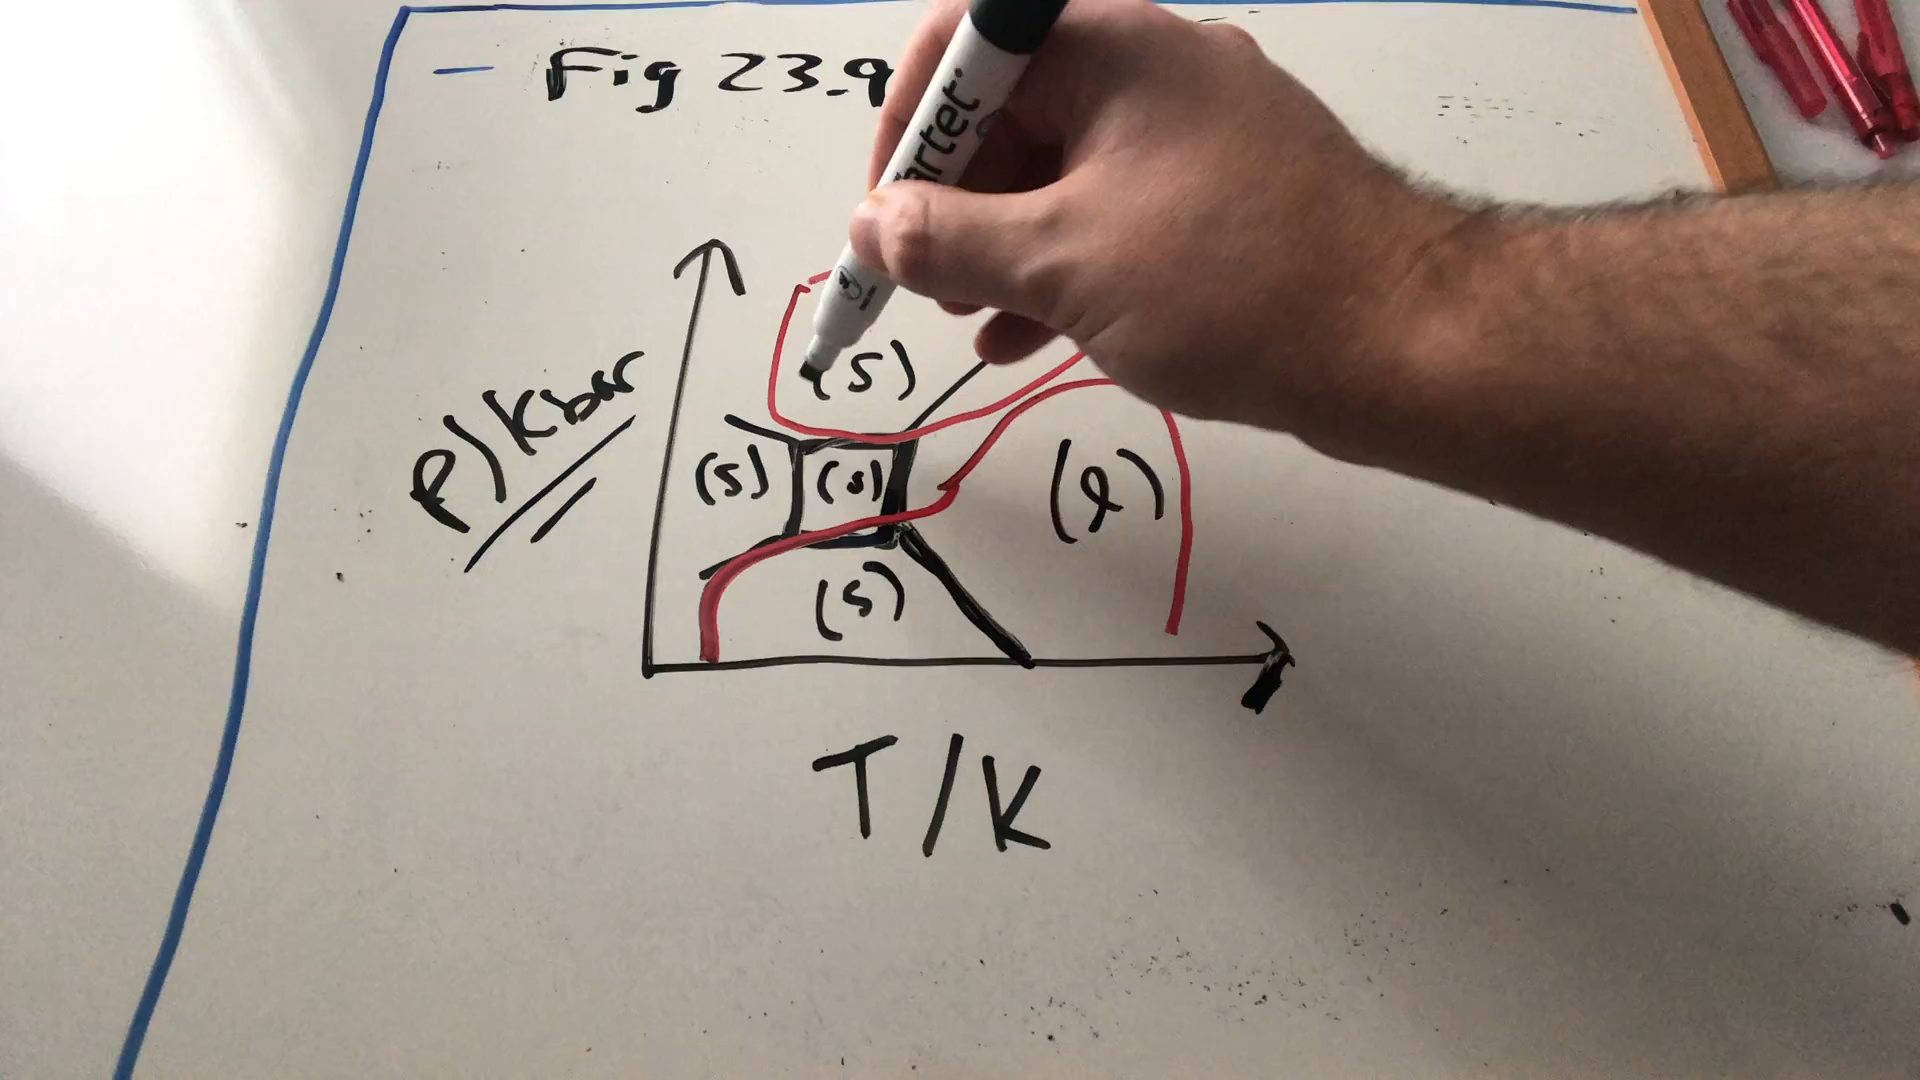 - Fig 23.9
(s)
(s) (s) (l)
(s)
P/Kbar
T/K